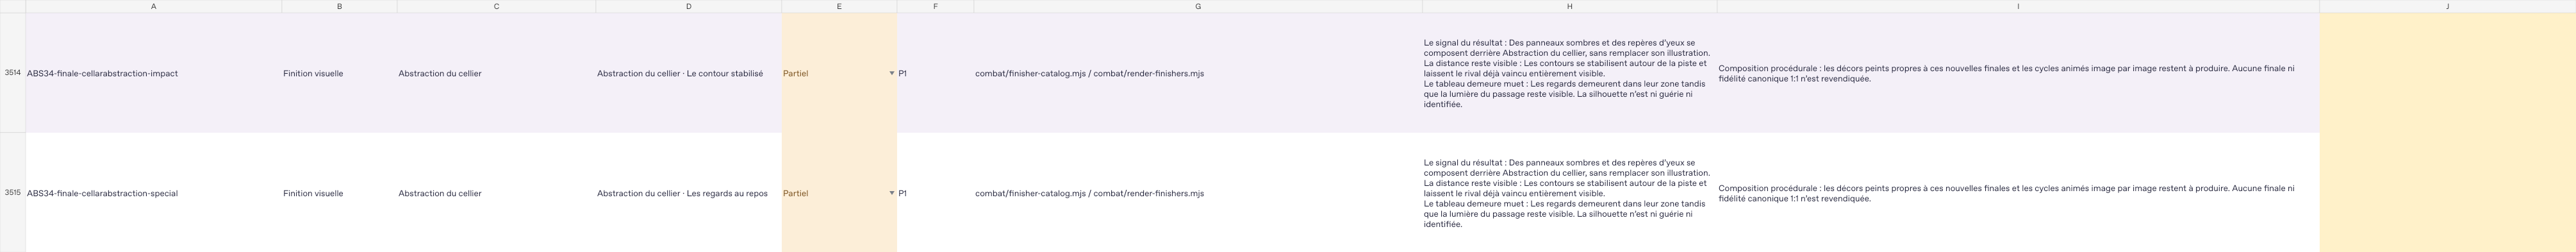 A B C D E F G H I J
3514 ABS34-finale-cellarabstraction-impact Finition visuelle Abstraction du cellier Abstraction du cellier · Le contour stabilisé Partiel P1 combat/finisher-catalog.mjs / combat/render-finishers.mjs
Le signal du résultat : Des panneaux sombres et des repères d’yeux se
composent derrière Abstraction du cellier, sans remplacer son illustration.
La distance reste visible : Les contours se stabilisent autour de la piste et
laissent le rival déjà vaincu entièrement visible.
Le tableau demeure muet : Les regards demeurent dans leur zone tandis
que la lumière du passage reste visible. La silhouette n’est ni guérie ni
identifiée.
Composition procédurale : les décors peints propres à ces nouvelles finales et les cycles animés image par image restent à produire. Aucune finale ni
fidélité canonique 1:1 n’est revendiquée.
3515 ABS34-finale-cellarabstraction-special Finition visuelle Abstraction du cellier Abstraction du cellier · Les regards au repos Partiel P1 combat/finisher-catalog.mjs / combat/render-finishers.mjs
Le signal du résultat : Des panneaux sombres et des repères d’yeux se
composent derrière Abstraction du cellier, sans remplacer son illustration.
La distance reste visible : Les contours se stabilisent autour de la piste et
laissent le rival déjà vaincu entièrement visible.
Le tableau demeure muet : Les regards demeurent dans leur zone tandis
que la lumière du passage reste visible. La silhouette n’est ni guérie ni
identifiée.
Composition procédurale : les décors peints propres à ces nouvelles finales et les cycles animés image par image restent à produire. Aucune finale ni
fidélité canonique 1:1 n’est revendiquée.